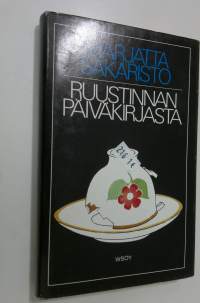 MARJATTA
SAKARISTO
RUUSTINNAN
PÄIVÄKIRJASTA
WSOY